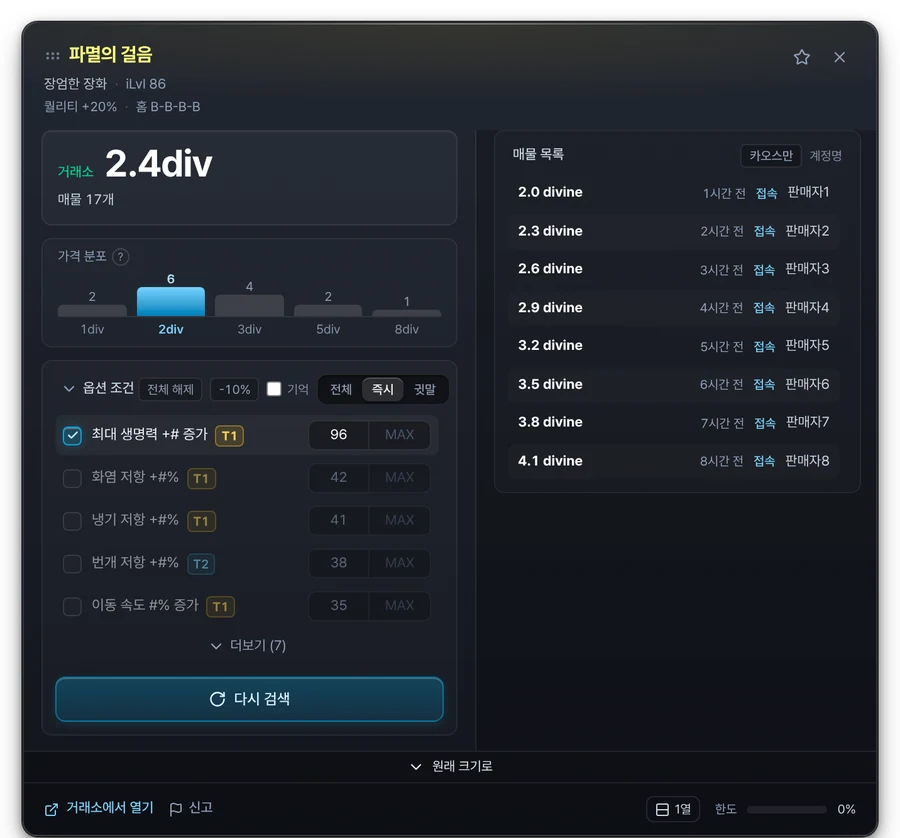 파멸의 걸음
장엄한 장화 · iLvl 86
퀄리티 +20% · 홈 B-B-B-B
거래소 2.4div
매물 17개
가격 분포 ?
2 6 4 2 1
1div 2div 3div 5div 8div
옵션 조건 전체 해제 -10% 기억 전체 즉시 귓말
최대 생명력 +# 증가 T1 96 MAX
화염 저항 +#% T1 42 MAX
냉기 저항 +#% T1 41 MAX
번개 저항 +#% T2 38 MAX
이동 속도 #% 증가 T1 35 MAX
더보기 (7)
다시 검색
매물 목록 카오스만 계정명
2.0 divine 1시간 전 접속 판매자1
2.3 divine 2시간 전 접속 판매자2
2.6 divine 3시간 전 접속 판매자3
2.9 divine 4시간 전 접속 판매자4
3.2 divine 5시간 전 접속 판매자5
3.5 divine 6시간 전 접속 판매자6
3.8 divine 7시간 전 접속 판매자7
4.1 divine 8시간 전 접속 판매자8
원래 크기로
거래소에서 열기 신고 1열 한도 0%